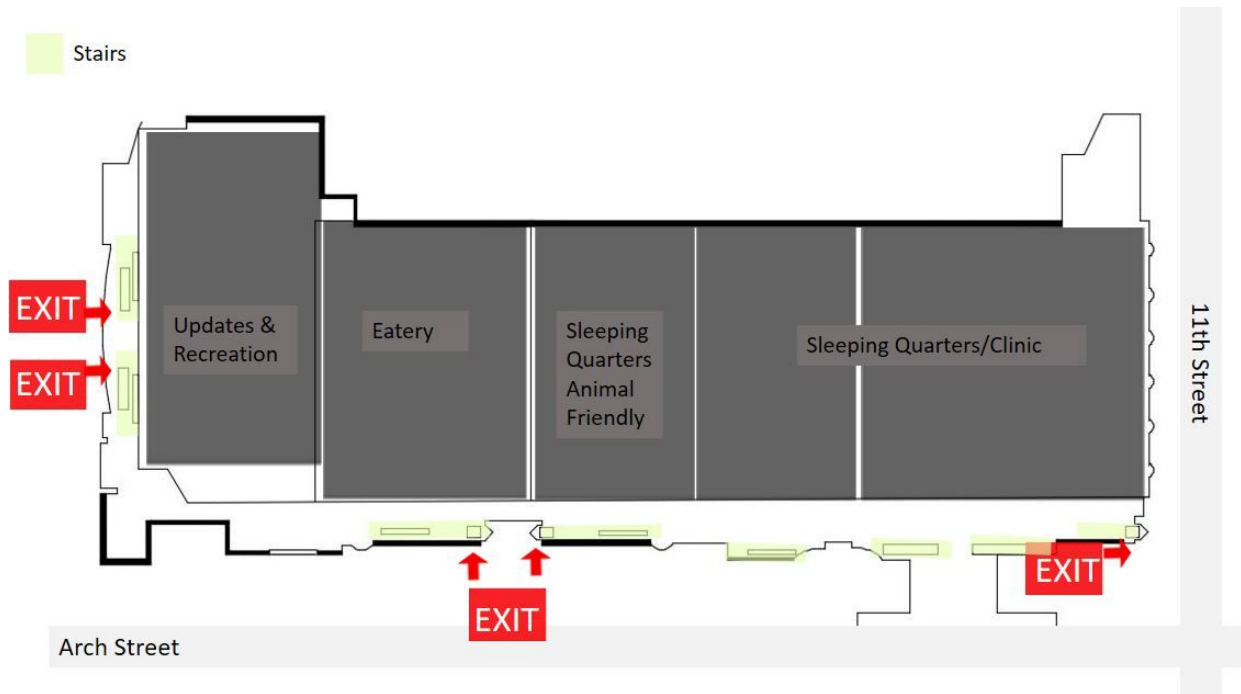 Stairs
EXIT
EXIT
Updates &
Recreation
Eatery
Sleeping
Quarters
Animal
Friendly
Sleeping Quarters/Clinic
11th Street
EXIT
EXIT
Arch Street